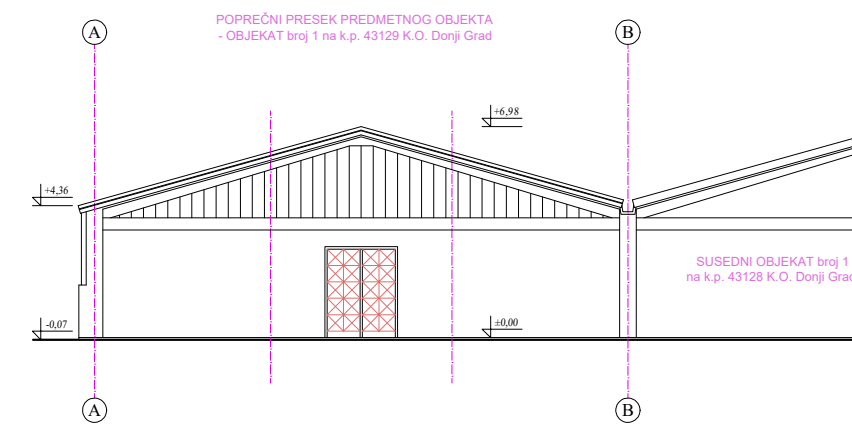 POPREČNI PRESEK PREDMETNOG OBJEKTA
- OBJEKAT broj 1 na k.p. 43129 K.O. Donji Grad
A
B
+6,98
+4,36
SUSEDNI OBJEKAT broj 1
na k.p. 43128 K.O. Donji Grad
-0,07
±0,00
A
B